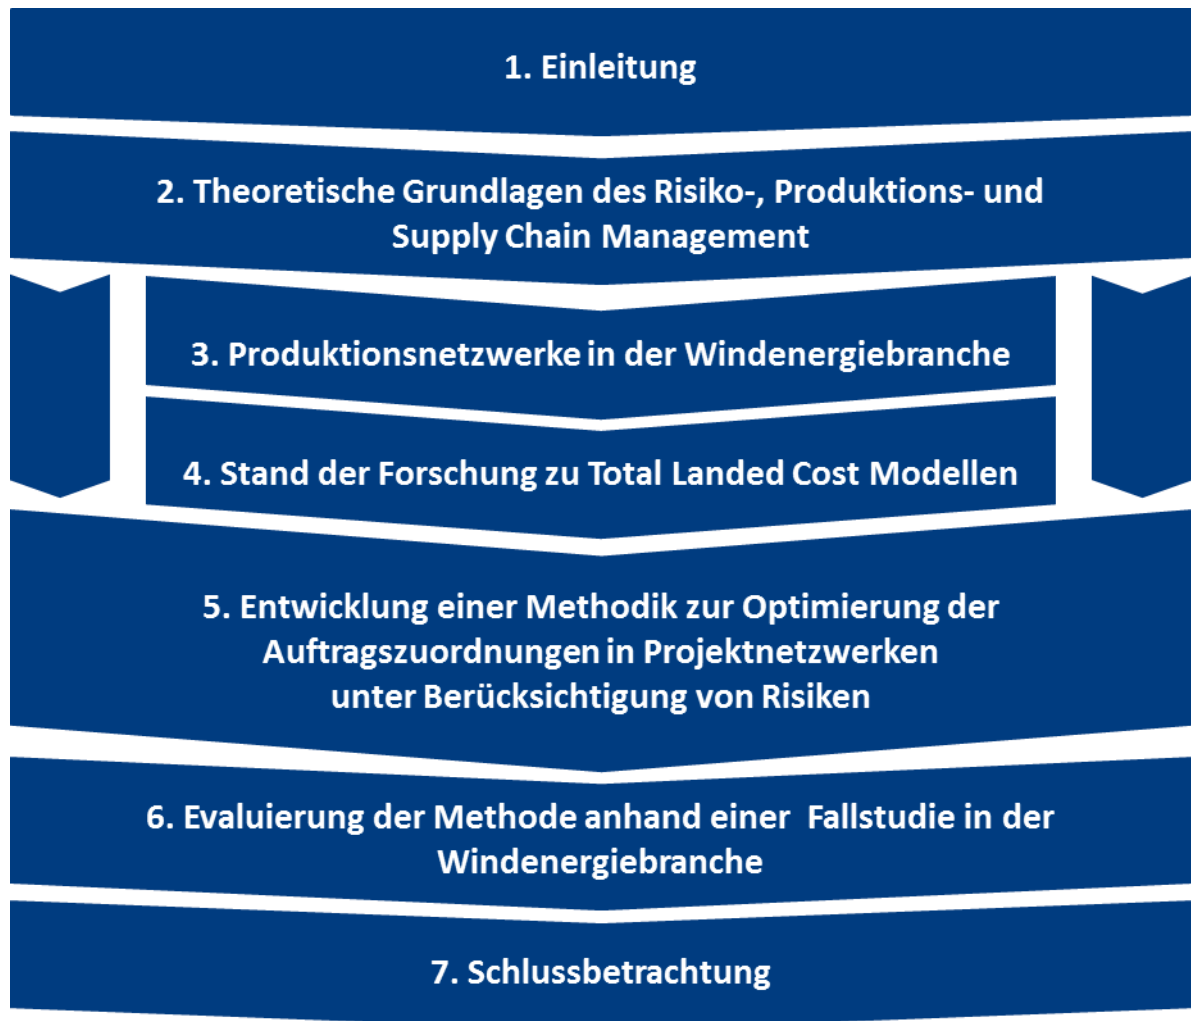 1. Einleitung
2. Theoretische Grundlagen des Risiko-, Produktions- und
Supply Chain Management
3. Produktionsnetzwerke in der Windenergiebranche
4. Stand der Forschung zu Total Landed Cost Modellen
5. Entwicklung einer Methodik zur Optimierung der
Auftragszuordnungen in Projektnetzwerken
unter Berücksichtigung von Risiken
6. Evaluierung der Methode anhand einer Fallstudie in der
Windenergiebranche
7. Schlussbetrachtung